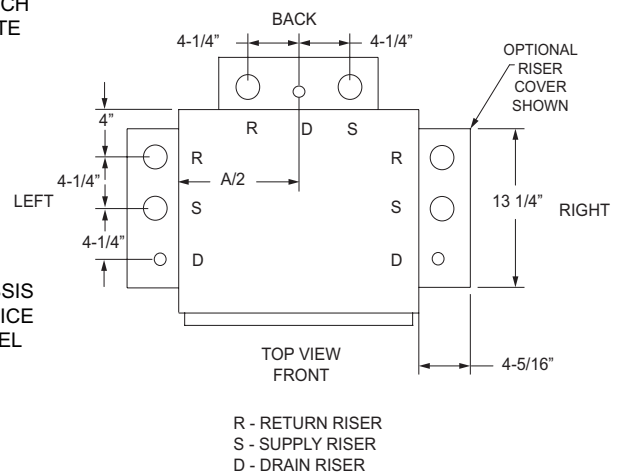 CH
TE
BACK
4-1/4" 4-1/4"
OPTIONAL
RISER
COVER
SHOWN
4"
R D S
R R
4-1/4" A/2
LEFT S S 13 1/4" RIGHT
4-1/4"
D D
SSIS
ICE
EL
TOP VIEW
FRONT
4-5/16"
R - RETURN RISER
S - SUPPLY RISER
D - DRAIN RISER